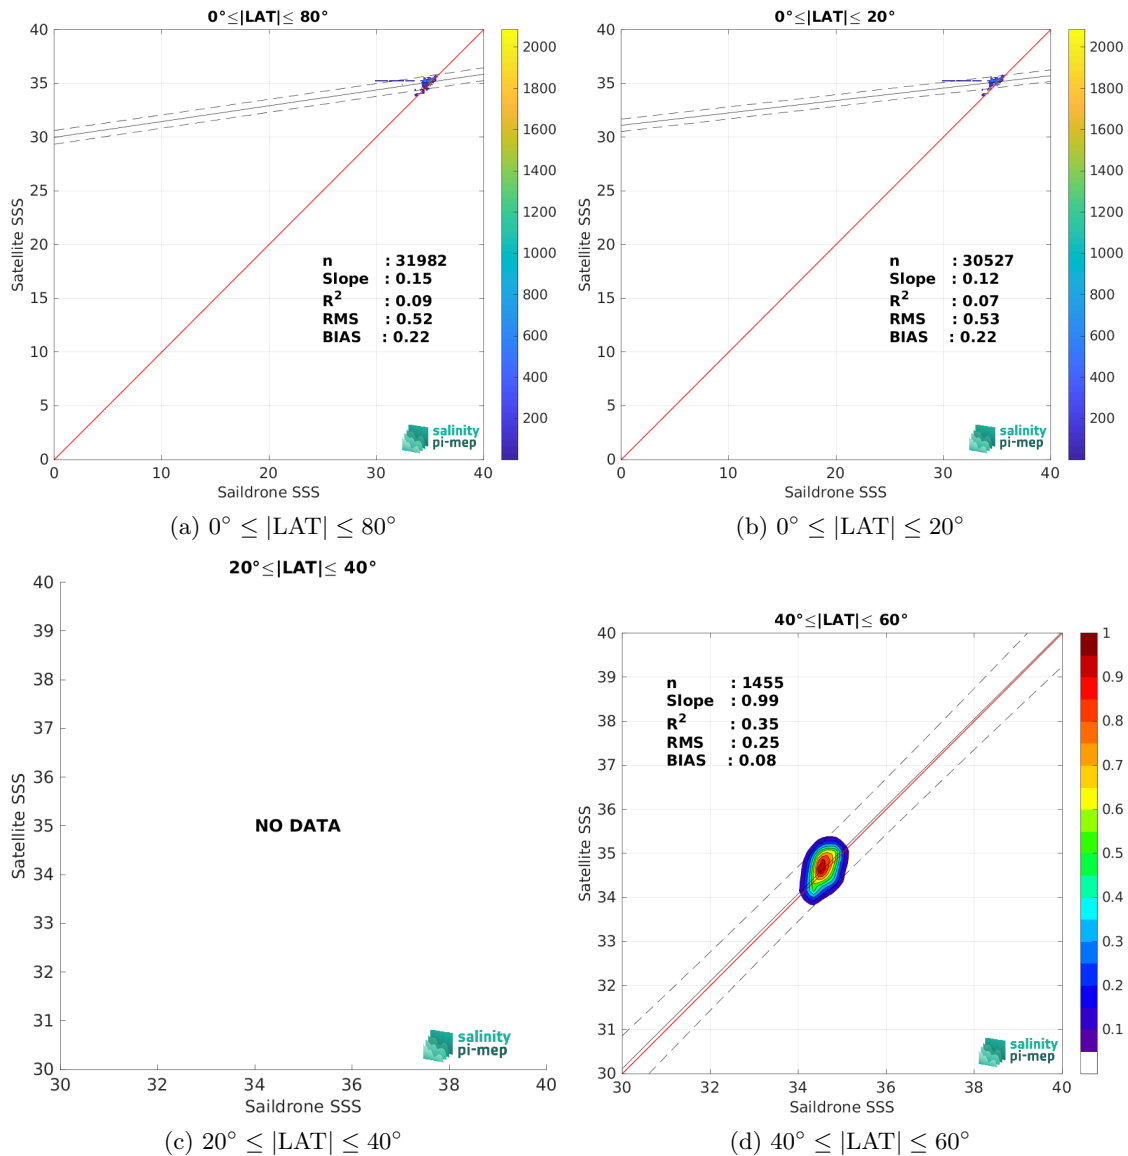 0°≤|LAT|≤ 80°
40
35
30
25
20
15
10
5
0
Satellite SSS
n : 31982
Slope : 0.15
R² : 0.09
RMS : 0.52
BIAS : 0.22
salinity
pi-mep
0 10 20 30 40
Saildrone SSS
2000
1800
1600
1400
1200
1000
800
600
400
200
(a) 0° ≤ |LAT| ≤ 80°
0°≤|LAT|≤ 20°
40
35
30
25
20
15
10
5
0
Satellite SSS
n : 30527
Slope : 0.12
R² : 0.07
RMS : 0.53
BIAS : 0.22
salinity
pi-mep
0 10 20 30 40
Saildrone SSS
2000
1800
1600
1400
1200
1000
800
600
400
200
(b) 0° ≤ |LAT| ≤ 20°
20°≤|LAT|≤ 40°
40
39
38
37
36
35
34
33
32
31
30
Satellite SSS
NO DATA
salinity
pi-mep
30 32 34 36 38 40
Saildrone SSS
(c) 20° ≤ |LAT| ≤ 40°
40°≤|LAT|≤ 60°
40
39
38
37
36
35
34
33
32
31
30
Satellite SSS
n : 1455
Slope : 0.99
R² : 0.35
RMS : 0.25
BIAS : 0.08
salinity
pi-mep
30 32 34 36 38 40
Saildrone SSS
1
0.9
0.8
0.7
0.6
0.5
0.4
0.3
0.2
0.1
(d) 40° ≤ |LAT| ≤ 60°